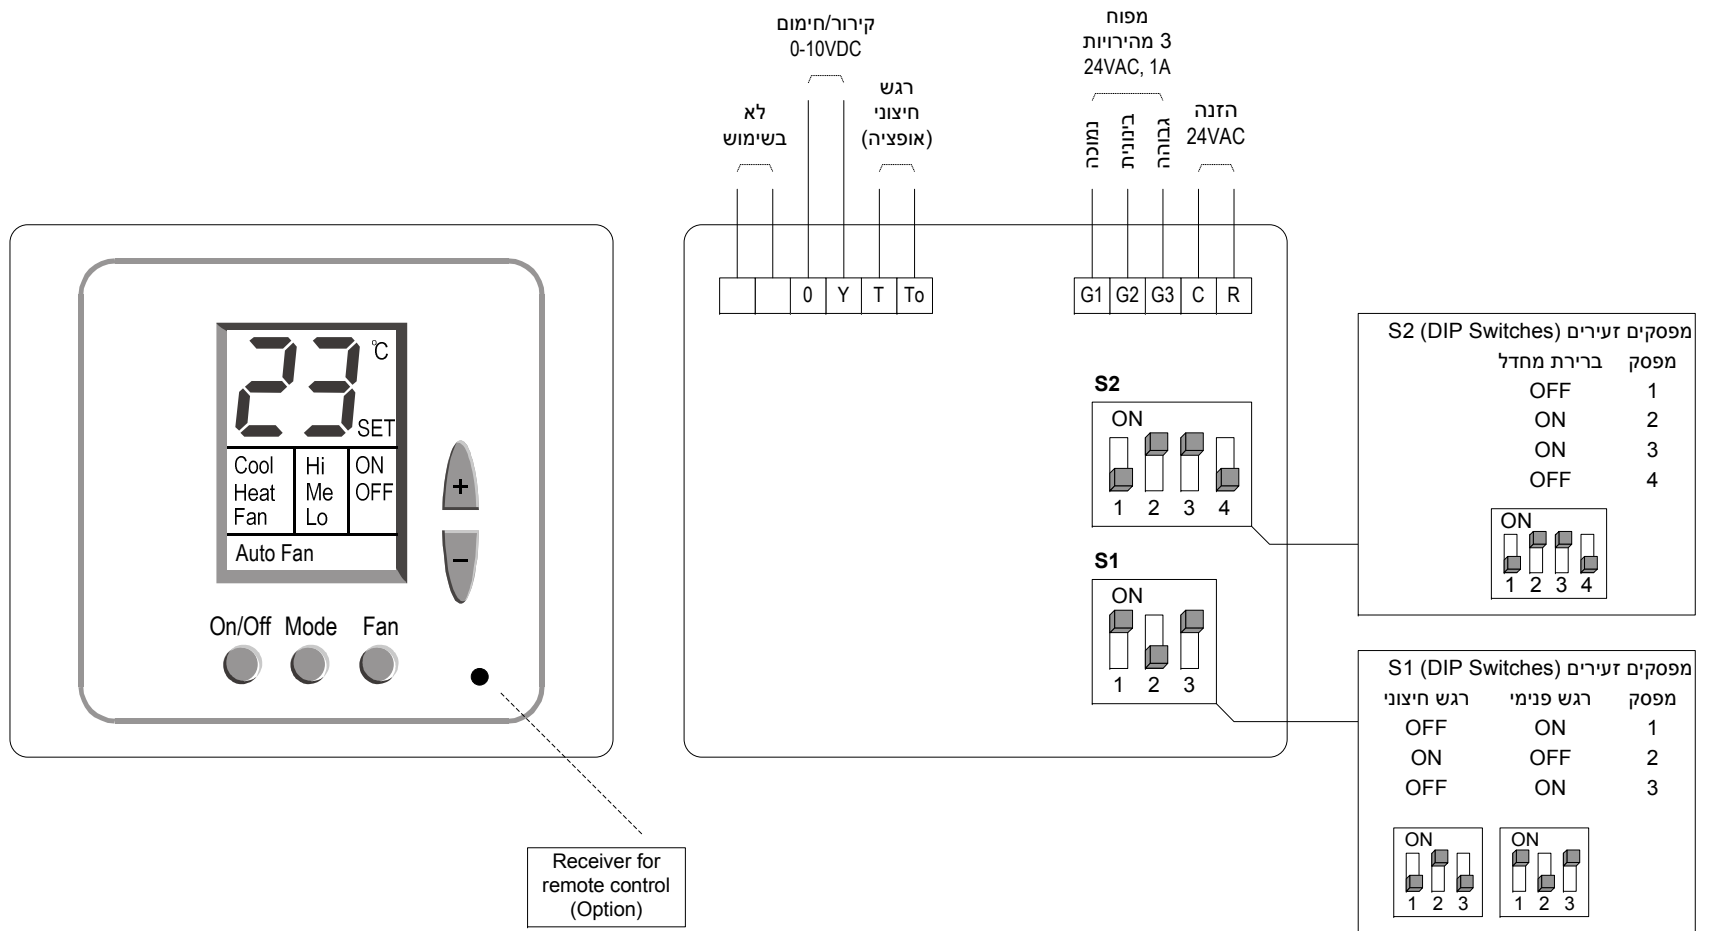 קירור/חימום
0-10VDC
מפוח
3 מהירויות
24VAC, 1A
לא
בשימוש
רגש
חיצוני
(אופציה)
נמוכה
בינונית
גבוהה
הזנה
24VAC
0 Y T To
G1 G2 G3 C R
23 °C
SET
Cool Hi ON
Heat Me OFF
Fan Lo
Auto Fan
+
-
On/Off Mode Fan
Receiver for
remote control
(Option)
S2
ON
1 2 3 4
S1
ON
1 2 3
מפסקים זעירים S2 (DIP Switches)
מפסק ברירת מחדל
1 OFF
2 ON
3 ON
4 OFF
ON
1 2 3 4
מפסקים זעירים S1 (DIP Switches)
מפסק רגש פנימי רגש חיצוני
1 ON OFF
2 OFF ON
3 ON OFF
ON ON
1 2 3 1 2 3